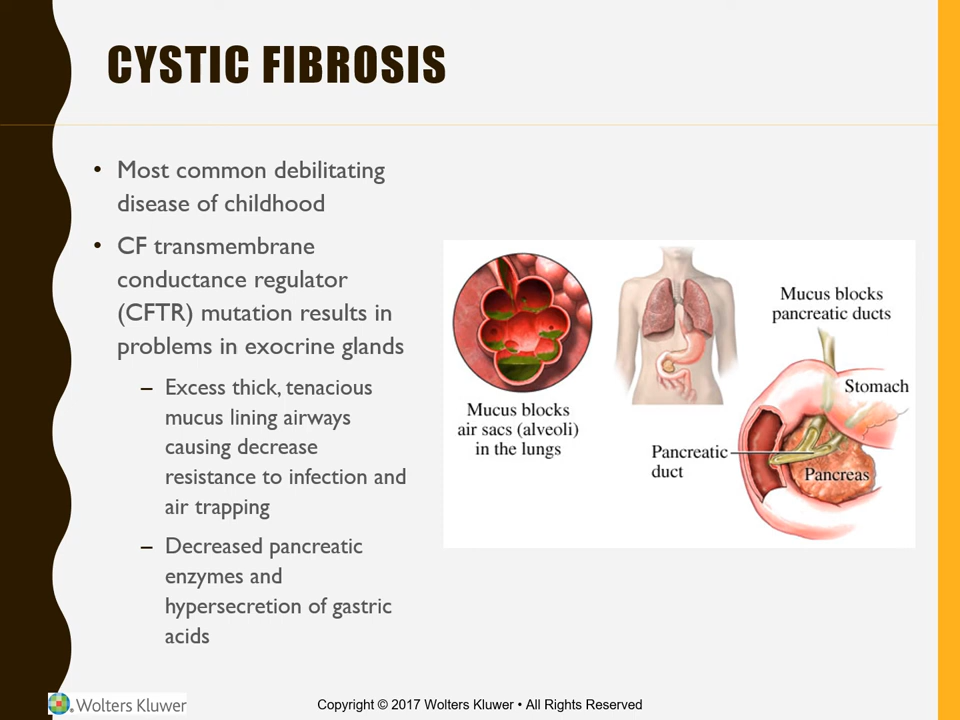 CYSTIC FIBROSIS
• Most common debilitating
disease of childhood
• CF transmembrane
conductance regulator
(CFTR) mutation results in
problems in exocrine glands
– Excess thick, tenacious
mucus lining airways
causing decrease
resistance to infection and
air trapping
– Decreased pancreatic
enzymes and
hypersecretion of gastric
acids
Mucus blocks
air sacs (alveoli)
in the lungs
Mucus blocks
pancreatic ducts
Stomach
Pancreatic
duct
Pancreas
Wolters Kluwer
Copyright © 2017 Wolters Kluwer • All Rights Reserved